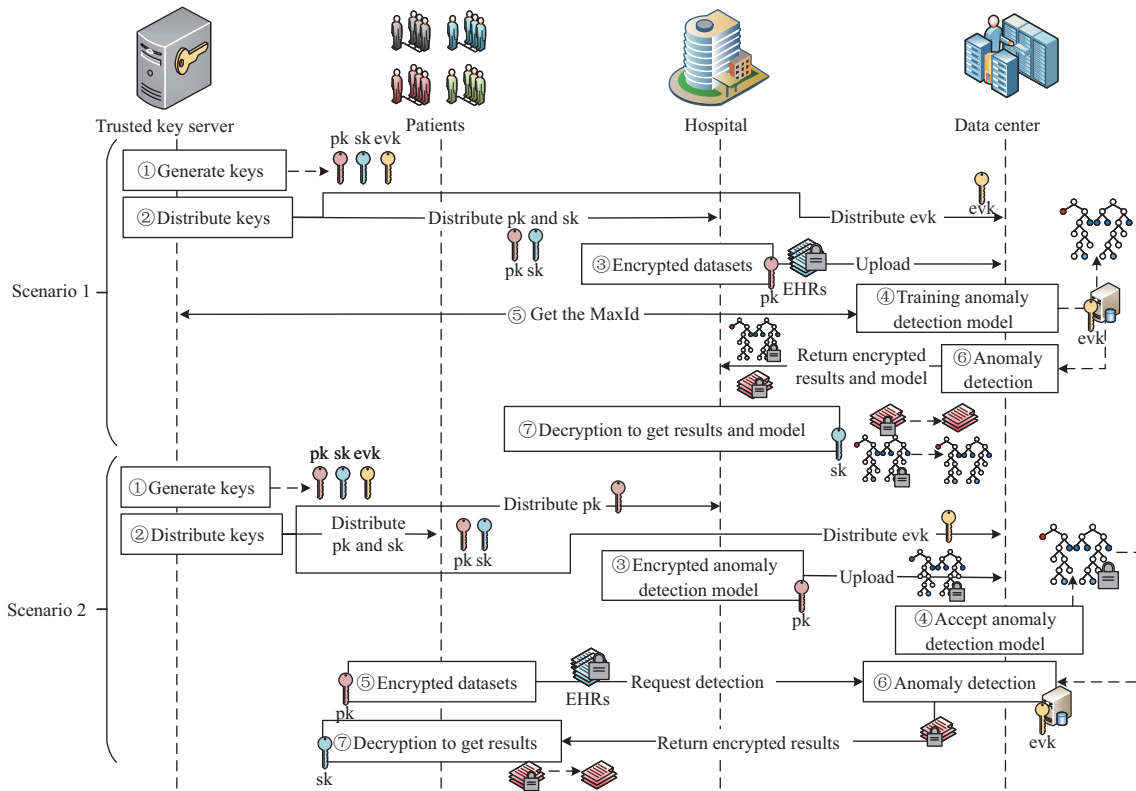 Trusted key server
Patients
Hospital
Data center
Scenario 1
①Generate keys
pk sk evk
②Distribute keys
Distribute pk and sk
pk sk
Distribute evk
evk
③Encrypted datasets
pk
EHRs
Upload
④Training anomaly
detection model
evk
⑤ Get the MaxId
⑥Anomaly
detection
Return encrypted
results and model
⑦Decryption to get results and model
sk
Scenario 2
①Generate keys
pk sk evk
②Distribute keys
Distribute pk
Distribute
pk and sk
pk sk
Distribute evk
③Encrypted anomaly
detection model
pk
Upload
④Accept anomaly
detection model
⑤Encrypted datasets
pk
EHRs
Request detection
⑥Anomaly detection
evk
⑦Decryption to get results
sk
Return encrypted results